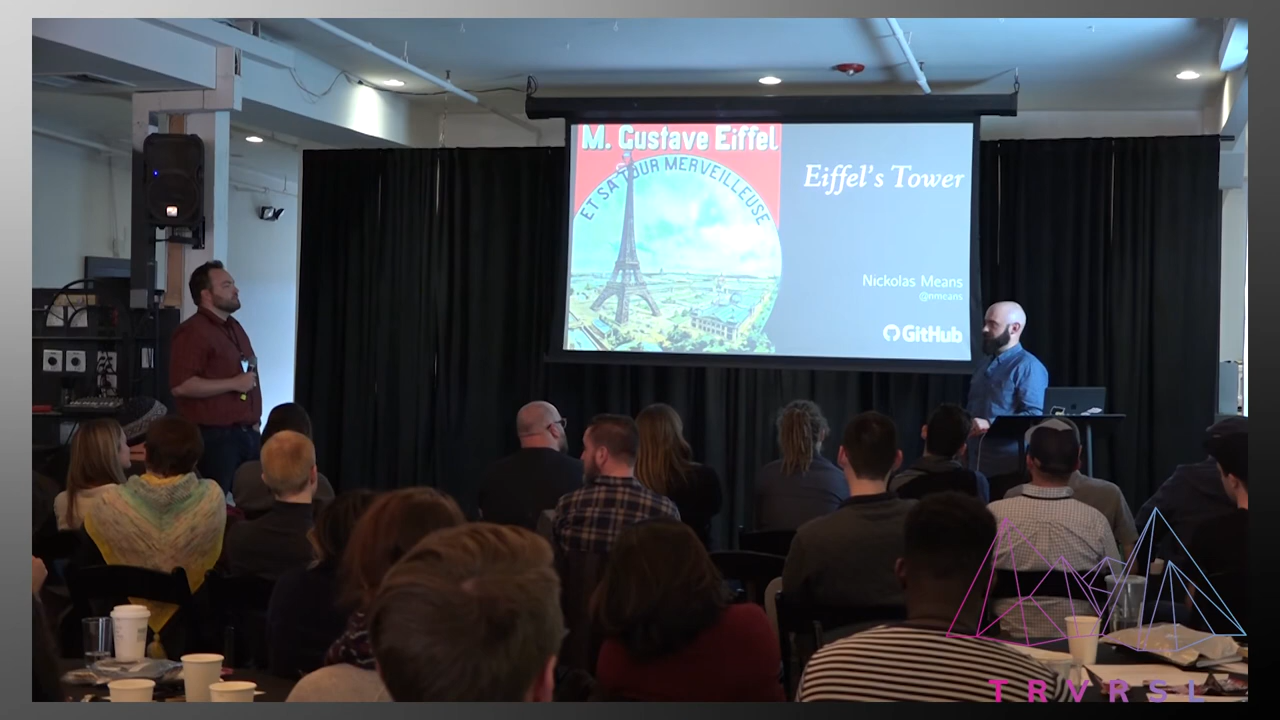 M. Gustave Eiffel
ET SA TOUR MERVEILLEUSE
Eiffel's Tower
Nickolas Means
@nmeans
GitHub
TRVRSL